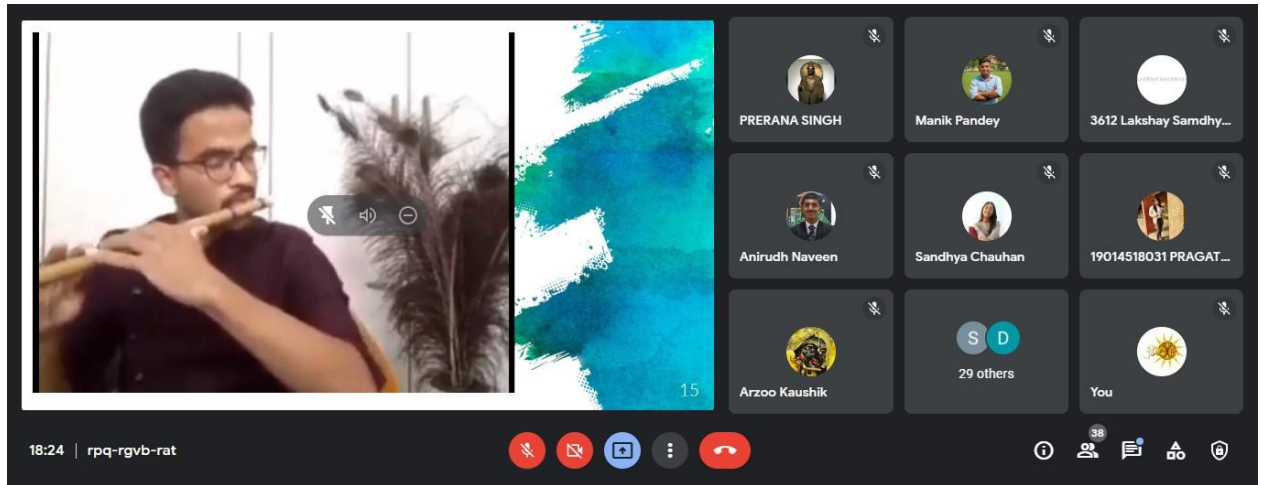 15
PRERANA SINGH
Manik Pandey
3612 Lakshay Samdhy...
Anirudh Naveen
Sandhya Chauhan
19014518031 PRAGAT...
Arzoo Kaushik
S D
29 others
You
18:24 | rpq-rgvb-rat
38